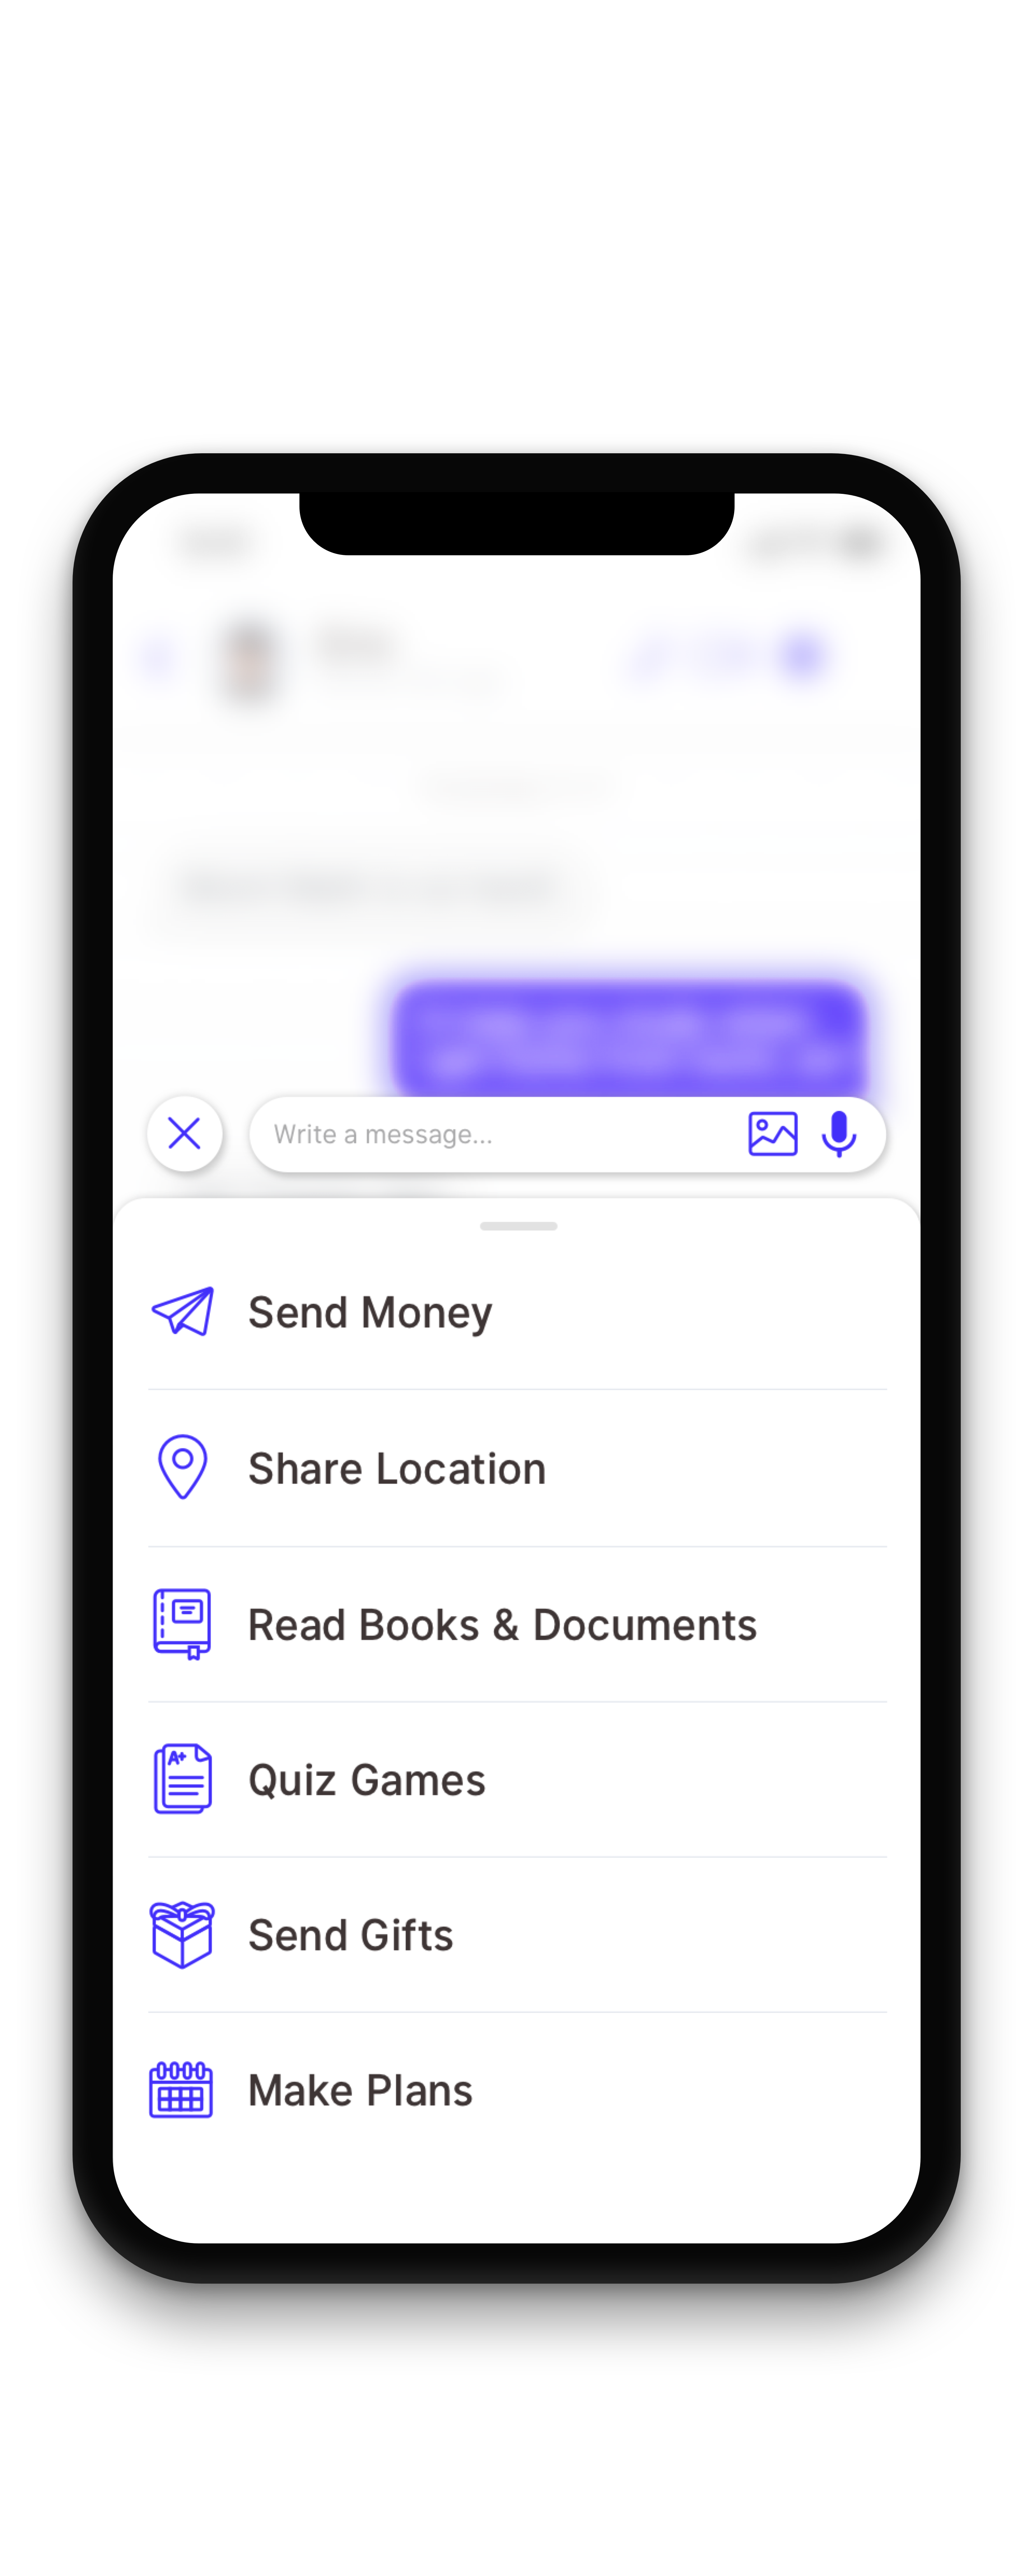 Write a message...
Send Money
Share Location
Read Books & Documents
A+
Quiz Games
Send Gifts
Make Plans